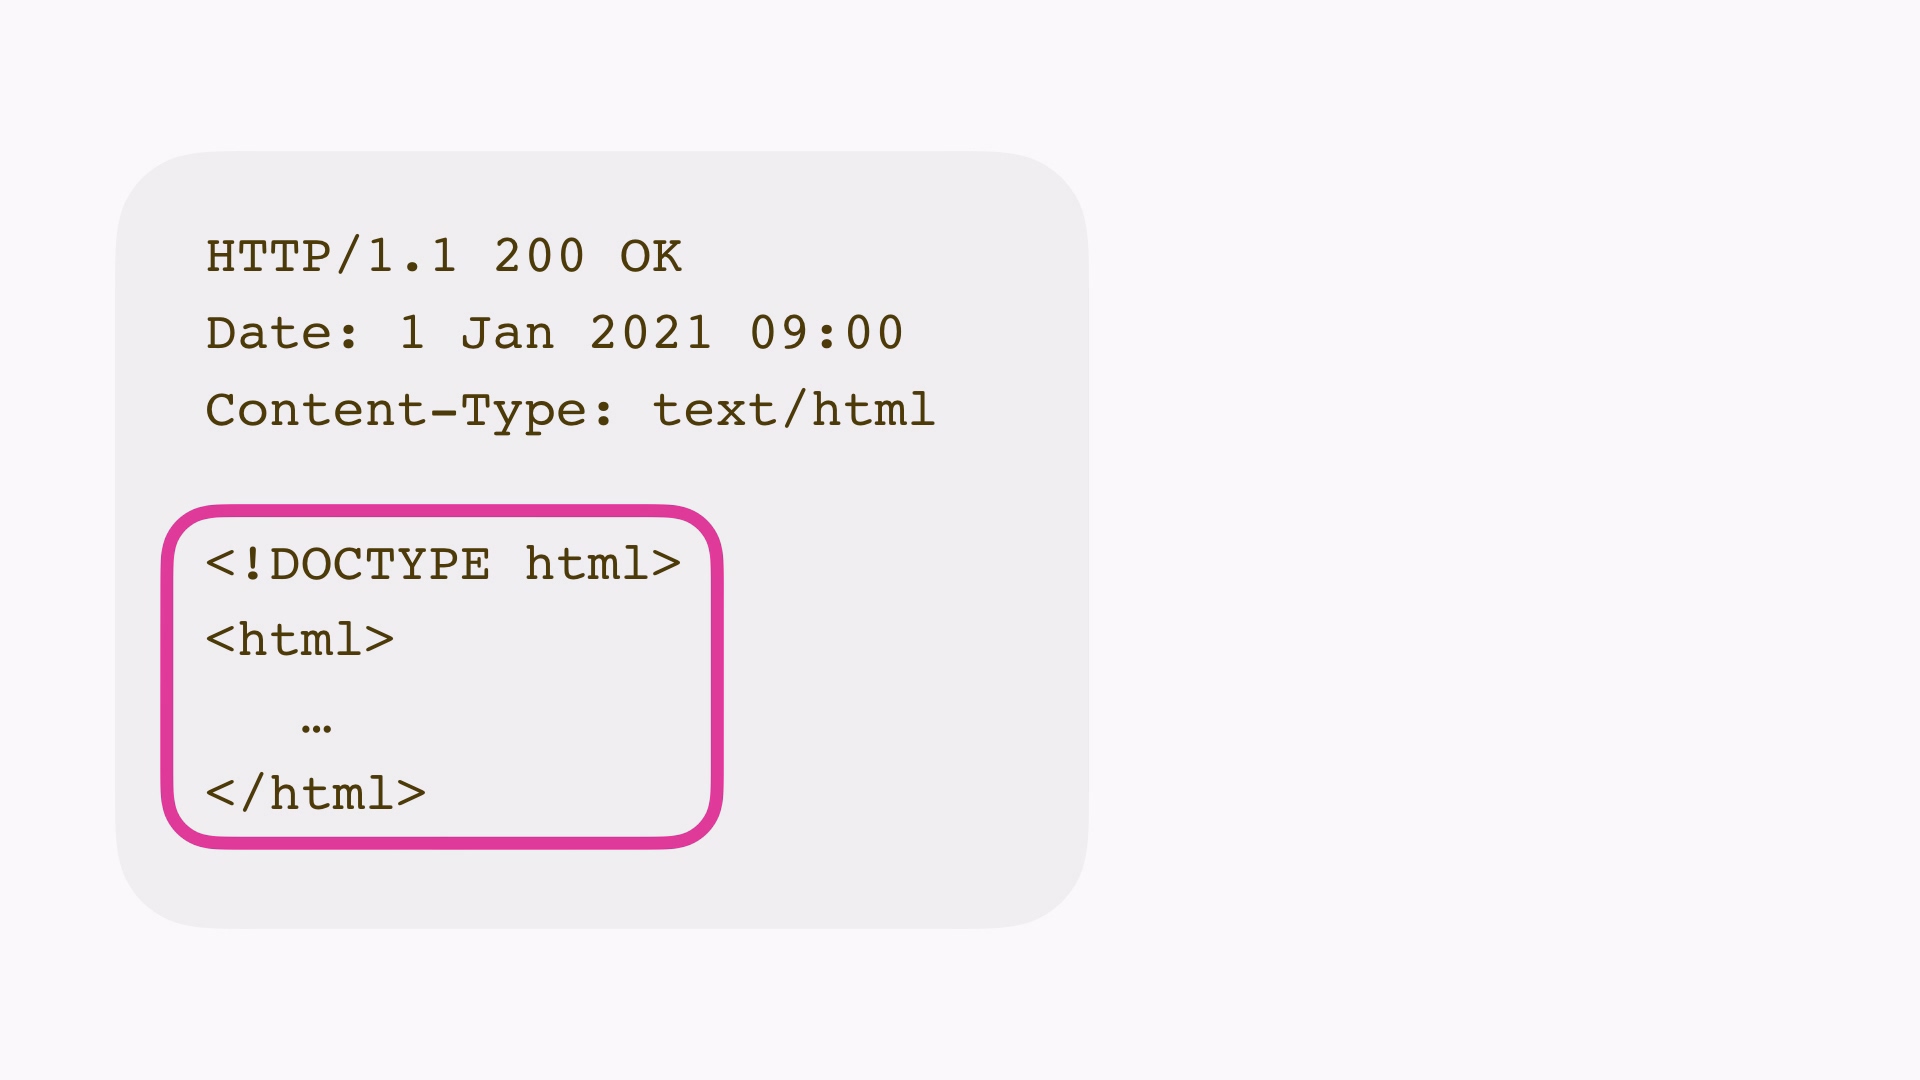 HTTP/1.1 200 OK
Date: 1 Jan 2021 09:00
Content-Type: text/html
<!DOCTYPE html>
<html>
…
</html>